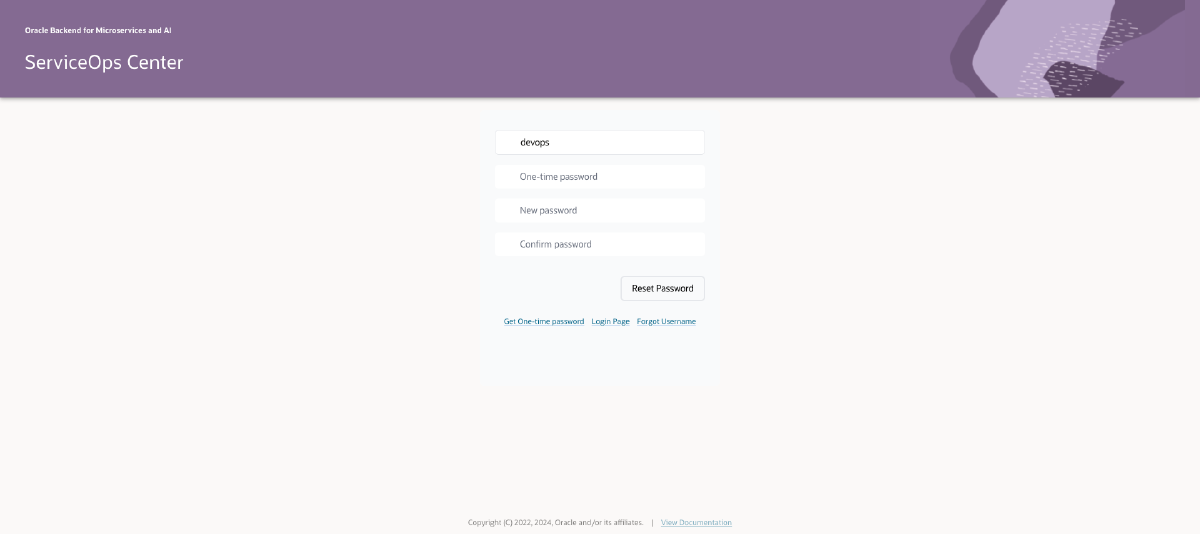 Oracle Backend for Microservices and AI
ServiceOps Center
devops
One-time password
New password
Confirm password
Reset Password
Get One-time password Login Page Forgot Username
Copyright (C) 2022, 2024, Oracle and/or its affiliates. | View Documentation